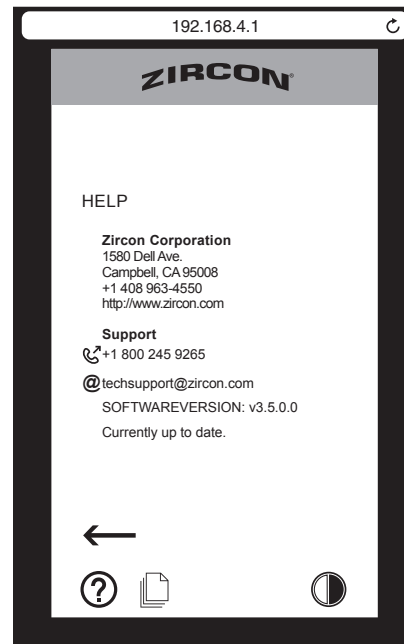 192.168.4.1
ZIRCON®
HELP
Zircon Corporation
1580 Dell Ave.
Campbell, CA 95008
+1 408 963-4550
http://www.zircon.com
Support
+1 800 245 9265
@techsupport@zircon.com
SOFTWAREVERSION: v3.5.0.0
Currently up to date.
?